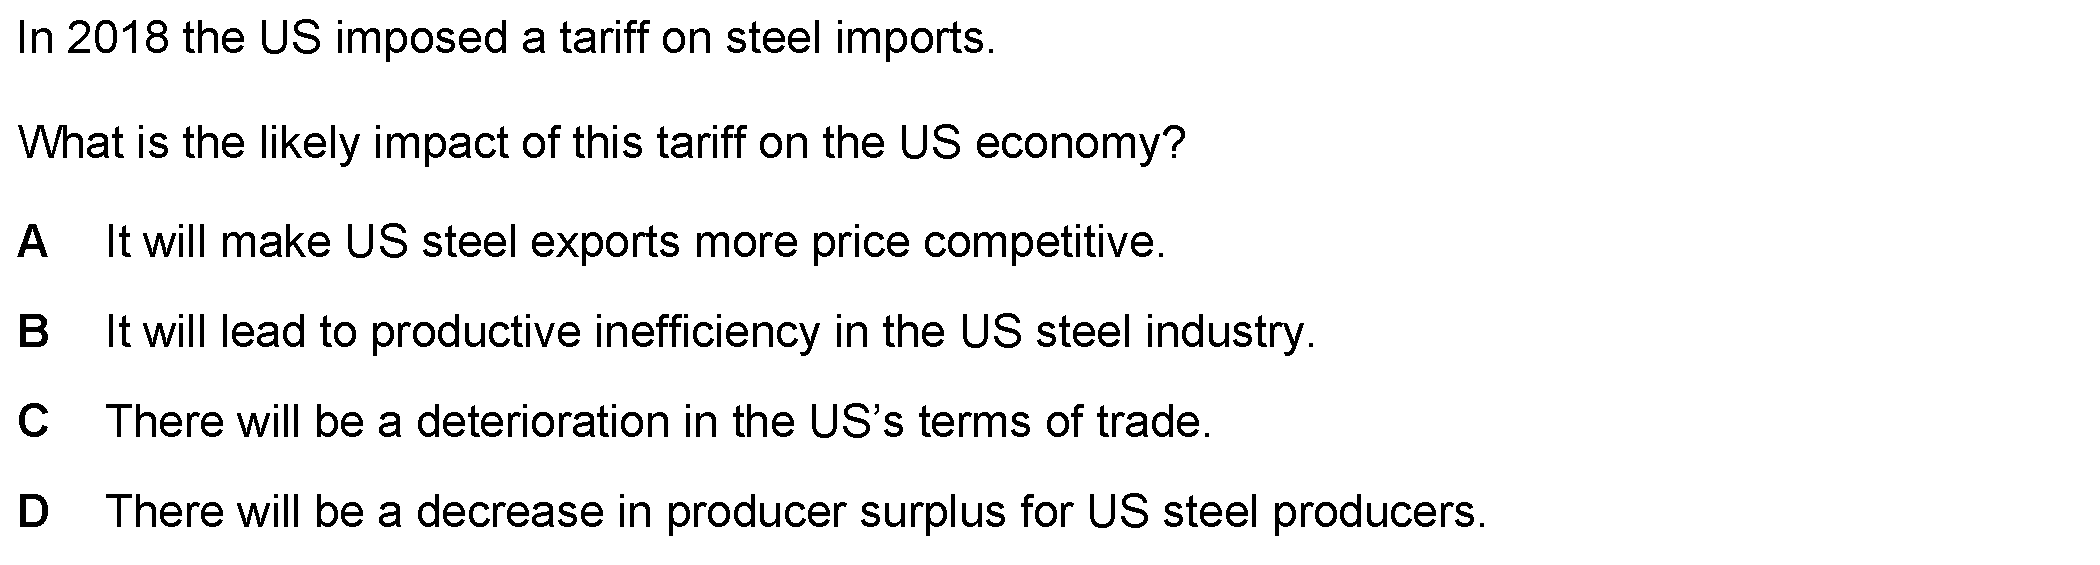 In 2018 the US imposed a tariff on steel imports.
What is the likely impact of this tariff on the US economy?
A It will make US steel exports more price competitive.
B It will lead to productive inefficiency in the US steel industry.
C There will be a deterioration in the US’s terms of trade.
D There will be a decrease in producer surplus for US steel producers.